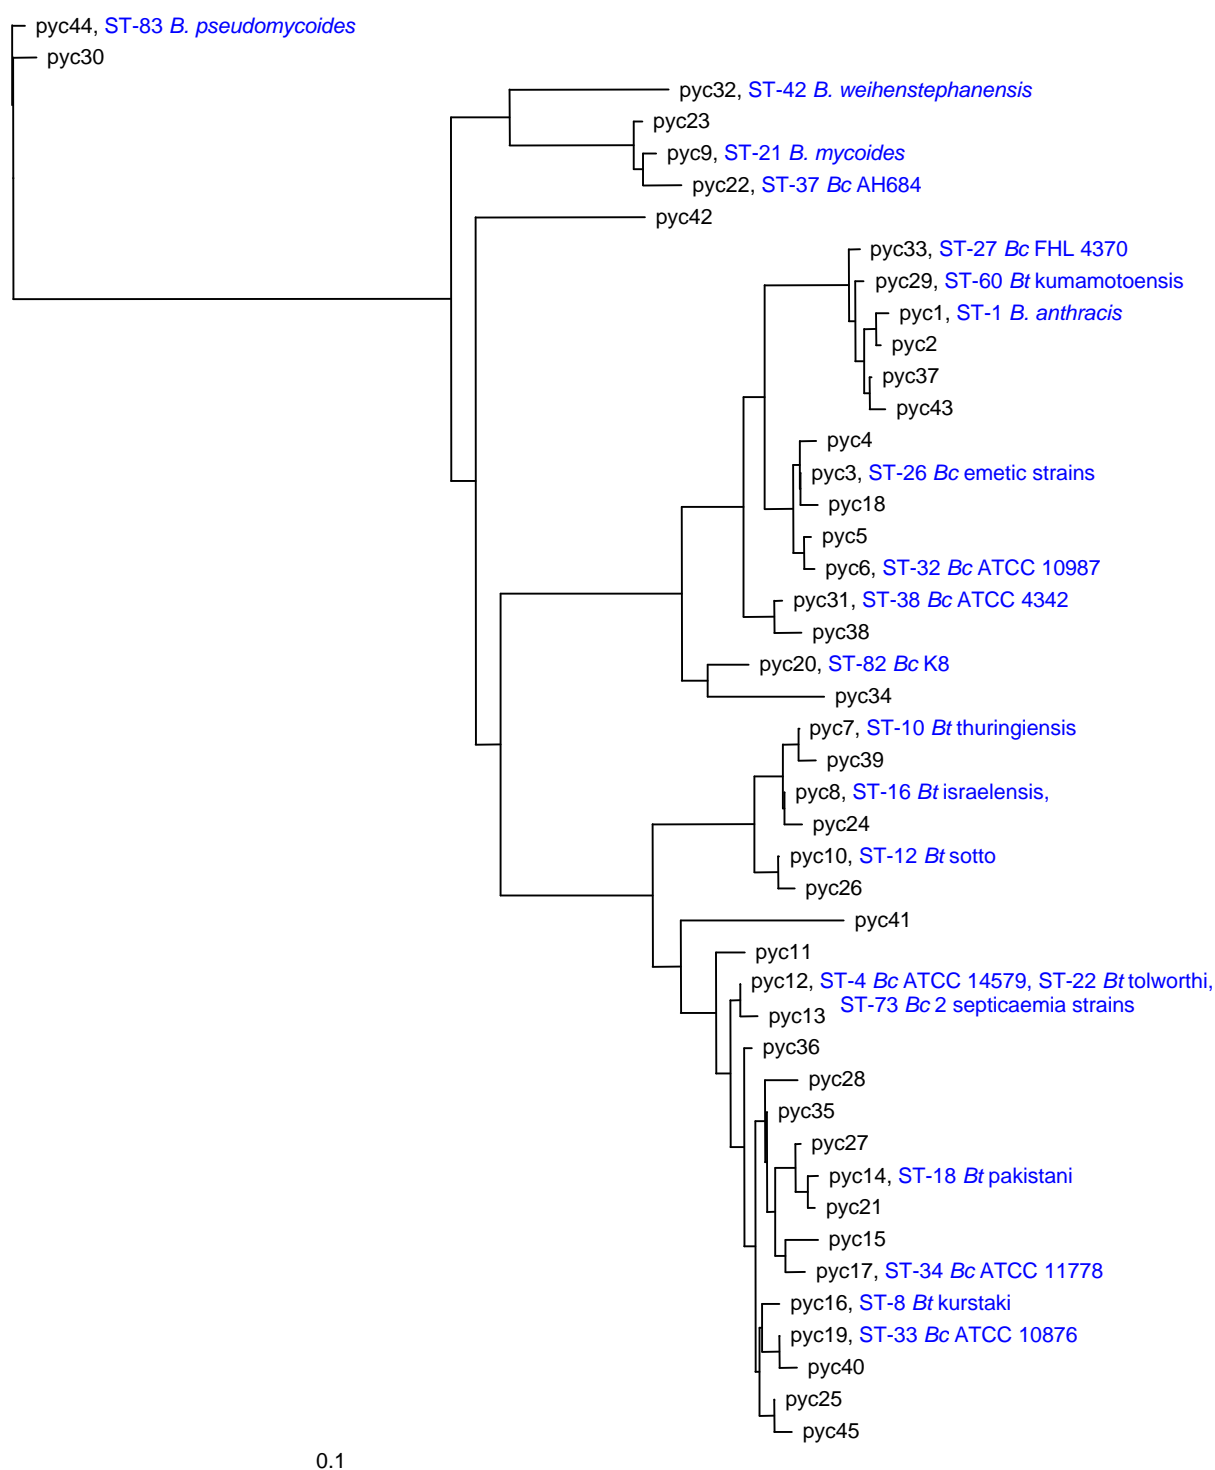 pyc44, ST-83 B. pseudomycoides
pyc30
pyc32, ST-42 B. weihenstephanensis
pyc23
pyc9, ST-21 B. mycoides
pyc22, ST-37 Bc AH684
pyc42
pyc33, ST-27 Bc FHL 4370
pyc29, ST-60 Bt kumamotoensis
pyc1, ST-1 B. anthracis
pyc2
pyc37
pyc43
pyc4
pyc3, ST-26 Bc emetic strains
pyc18
pyc5
pyc6, ST-32 Bc ATCC 10987
pyc31, ST-38 Bc ATCC 4342
pyc38
pyc20, ST-82 Bc K8
pyc34
pyc7, ST-10 Bt thuringiensis
pyc39
pyc8, ST-16 Bt israelensis,
pyc24
pyc10, ST-12 Bt sotto
pyc26
pyc41
pyc11
pyc12, ST-4 Bc ATCC 14579, ST-22 Bt tolworthi,
ST-73 Bc 2 septicaemia strains
pyc13
pyc36
pyc28
pyc35
pyc27
pyc14, ST-18 Bt pakistani
pyc21
pyc15
pyc17, ST-34 Bc ATCC 11778
pyc16, ST-8 Bt kurstaki
pyc19, ST-33 Bc ATCC 10876
pyc40
pyc25
pyc45
0.1